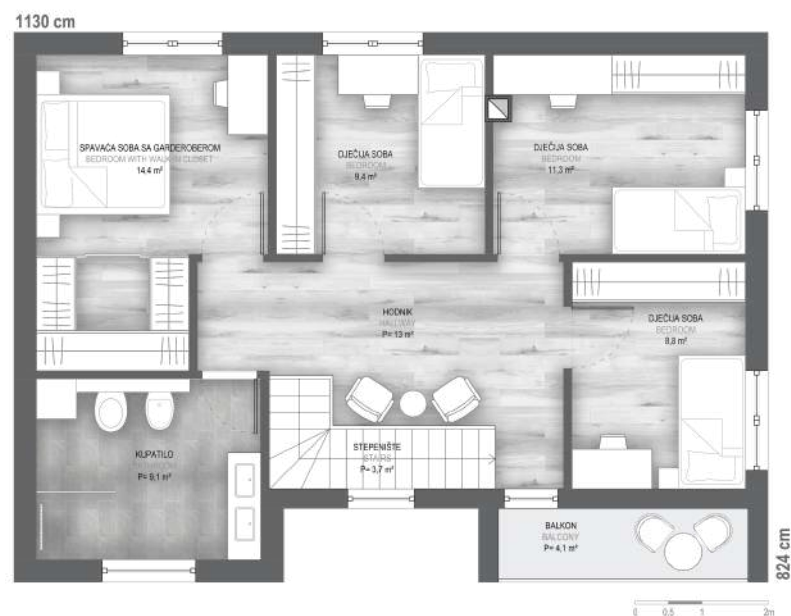 1130 cm
SPAVAĆA SOBA SA GARDEROBEROM
BEDROOM WITH WALK IN CLOSET
14,4 m²
DJEČIJA SOBA
BEDROOM
9,4 m²
DJEČIJA SOBA
BEDROOM
11,3 m²
HODNIK
HALLWAY
P= 13 m²
DJEČIJA SOBA
BEDROOM
8,8 m²
KUPATILO
P= 9,1 m²
STEPENIŠTE
STAIRS
P= 3,7 m²
BALKON
BALCONY
P= 4,1 m²
824 cm
0 0.5 1 2m